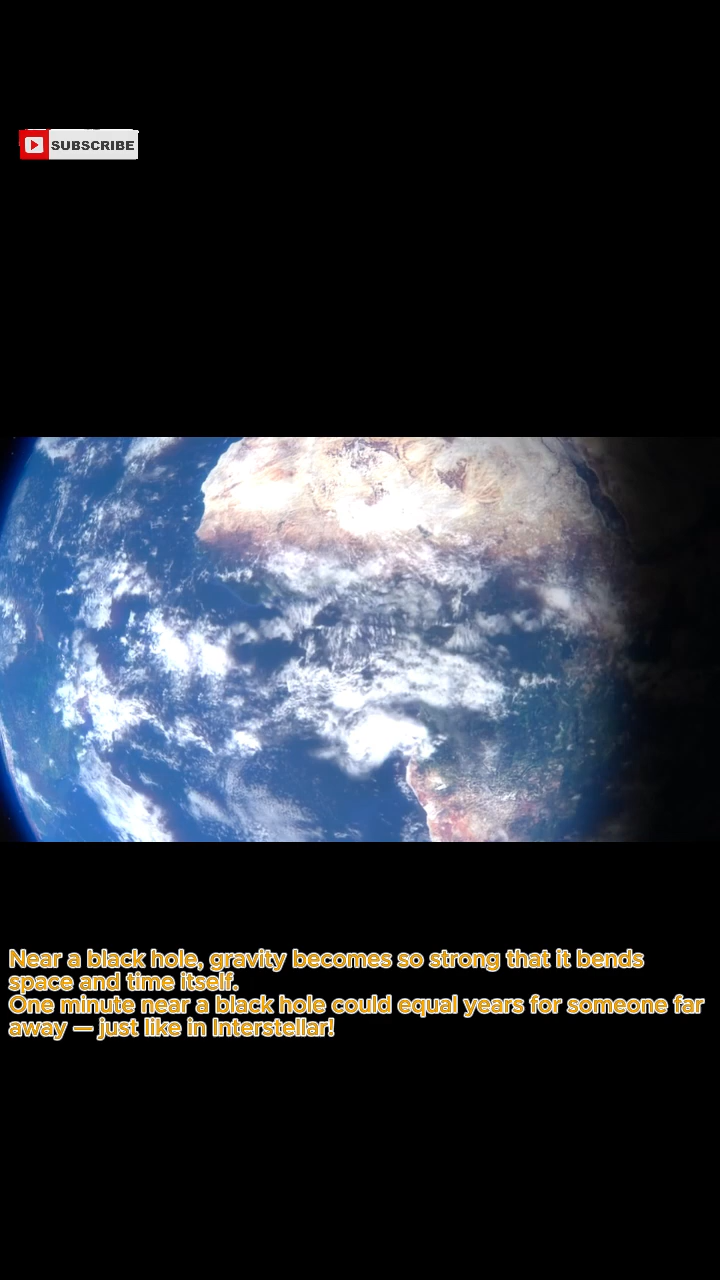 SUBSCRIBE
Near a black hole, gravity becomes so strong that it bends
space and time itself.
One minute near a black hole could equal years for someone far
away — just like in Interstellar!